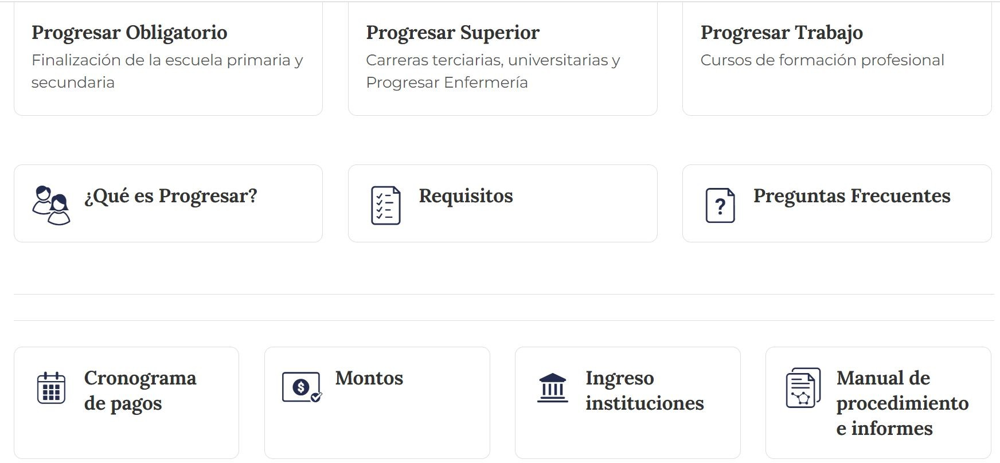 Progresar Obligatorio
Finalización de la escuela primaria y
secundaria
Progresar Superior
Carreras terciarias, universitarias y
Progresar Enfermería
Progresar Trabajo
Cursos de formación profesional
¿Qué es Progresar?
Requisitos
?
Preguntas Frecuentes
Cronograma
de pagos
$
Montos
Ingreso
instituciones
Manual de
procedimiento
e informes